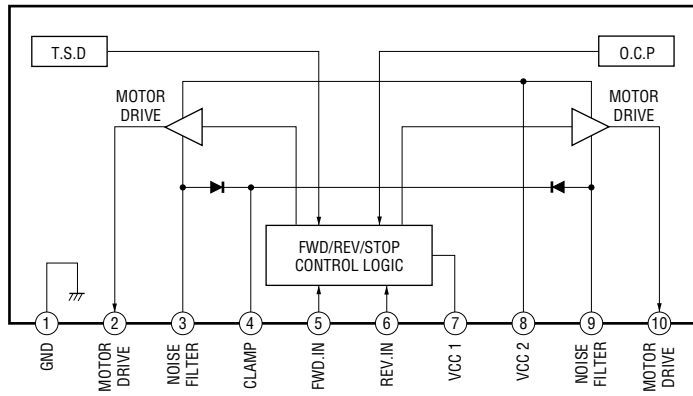 T.S.D
O.C.P
MOTOR
DRIVE
MOTOR
DRIVE
FWD/REV/STOP
CONTROL LOGIC
1
2
3
4
5
6
7
8
9
10
GND
MOTOR
DRIVE
NOISE
FILTER
CLAMP
FWD.IN
REV.IN
VCC 1
VCC 2
NOISE
FILTER
MOTOR
DRIVE